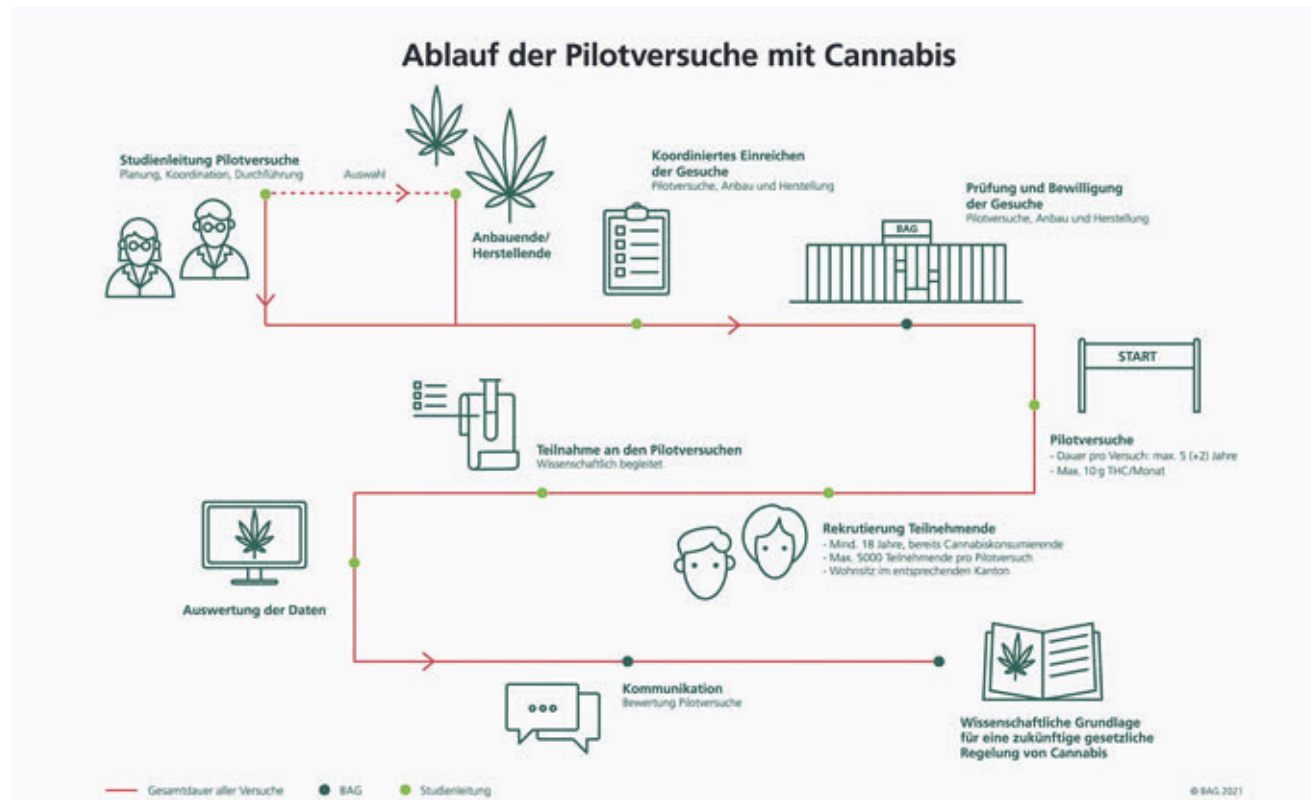 Ablauf der Pilotversuche mit Cannabis
Studienleitung Pilotversuche
Planung, Koordination, Durchführung
Auswahl
Anbauende/
Herstellende
Koordiniertes Einreichen
der Gesuche
Pilotversuche, Anbau und Herstellung
Prüfung und Bewilligung
der Gesuche
Pilotversuche, Anbau und Herstellung
BAG
START
Pilotversuche
- Dauer pro Versuch: max. 5 (+2) Jahre
- Max. 10 g THC/Monat
Teilnahme an den Pilotversuchen
Wissenschaftlich begleitet
Rekrutierung Teilnehmende
- Mind. 18 Jahre, bereits Cannabiskonsumierende
- Max. 5000 Teilnehmende pro Pilotversuch
- Wohnsitz im entsprechenden Kanton
Auswertung der Daten
Kommunikation
Bewertung Pilotversuche
Wissenschaftliche Grundlage
für eine zukünftige gesetzliche
Regelung von Cannabis
Gesamtdauer aller Versuche
BAG
Studienleitung
© BAG 2021